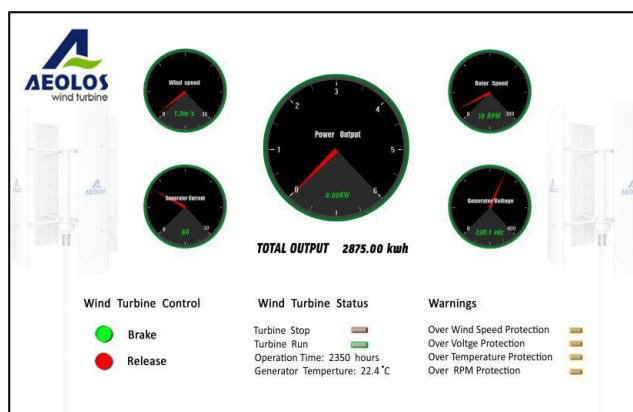 AEOLOS
wind turbine
Wind speed
1.3m/s
0
30
Power Output
0.00KW
0
1
2
3
4
5
6
Rotor Speed
18 RPM
0
Generator Current
0A
0
30
Generator Voltage
230.1 vdc
0
400
TOTAL OUTPUT 2875.00 kwh
Wind Turbine Control
Brake
Release
Wind Turbine Status
Turbine Stop
Turbine Run
Operation Time: 2350 hours
Generator Temperture: 22.4°C
Warnings
Over Wind Speed Protection
Over Voltge Protection
Over Temperature Protection
Over RPM Protection
AEOLOS